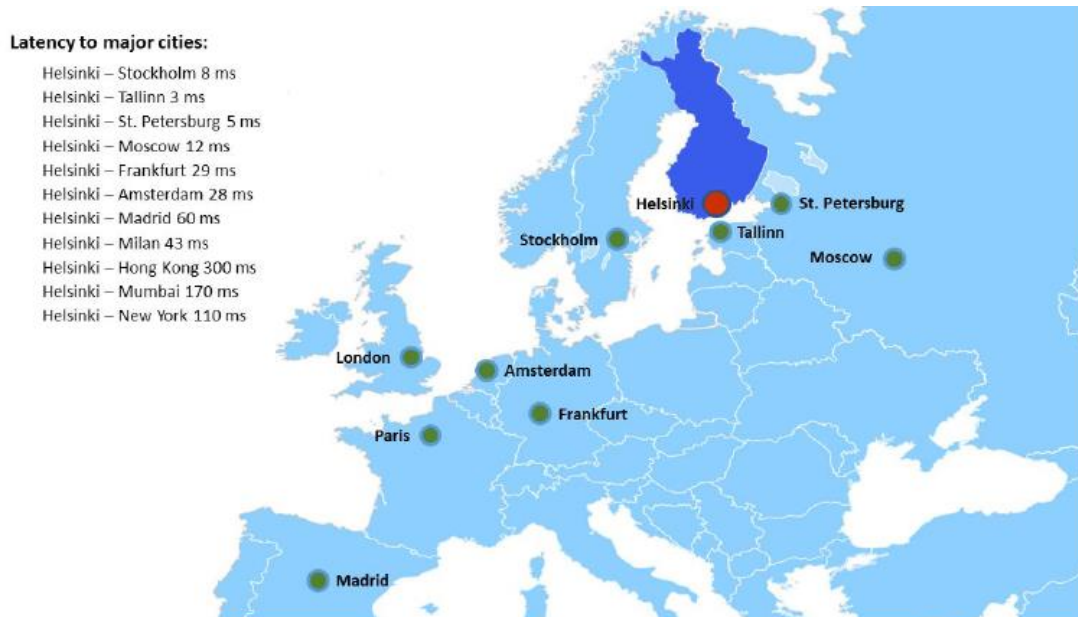 Latency to major cities:
Helsinki – Stockholm 8 ms
Helsinki – Tallinn 3 ms
Helsinki – St. Petersburg 5 ms
Helsinki – Moscow 12 ms
Helsinki – Frankfurt 29 ms
Helsinki – Amsterdam 28 ms
Helsinki – Madrid 60 ms
Helsinki – Milan 43 ms
Helsinki – Hong Kong 300 ms
Helsinki – Mumbai 170 ms
Helsinki – New York 110 ms
Helsinki
St. Petersburg
Stockholm
Tallinn
Moscow
London
Amsterdam
Frankfurt
Paris
Madrid